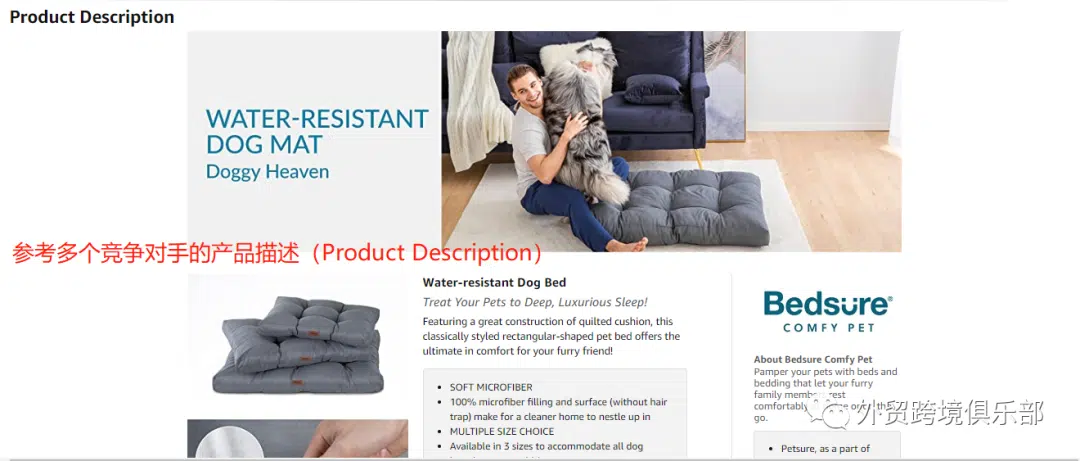 Product Description
WATER-RESISTANT
DOG MAT
Doggy Heaven
参考多个竞争对手的产品描述（Product Description）
Water-resistant Dog Bed
Treat Your Pets to Deep, Luxurious Sleep!
Featuring a great construction of quilted cushion, this
classically styled rectangular-shaped pet bed offers the
ultimate in comfort for your furry friend!
• SOFT MICROFIBER
• 100% microfiber filling and surface (without hair
trap) make for a cleaner home to nestle up in
• MULTIPLE SIZE CHOICE
• Available in 3 sizes to accommodate all dog
Bedsure®
COMFY PET
About Bedsure Comfy Pet
Pamper your pets with beds and
bedding that let your furry
family rest
comfortably
go.
外贸跨境俱乐部
• Petsure, as a part of